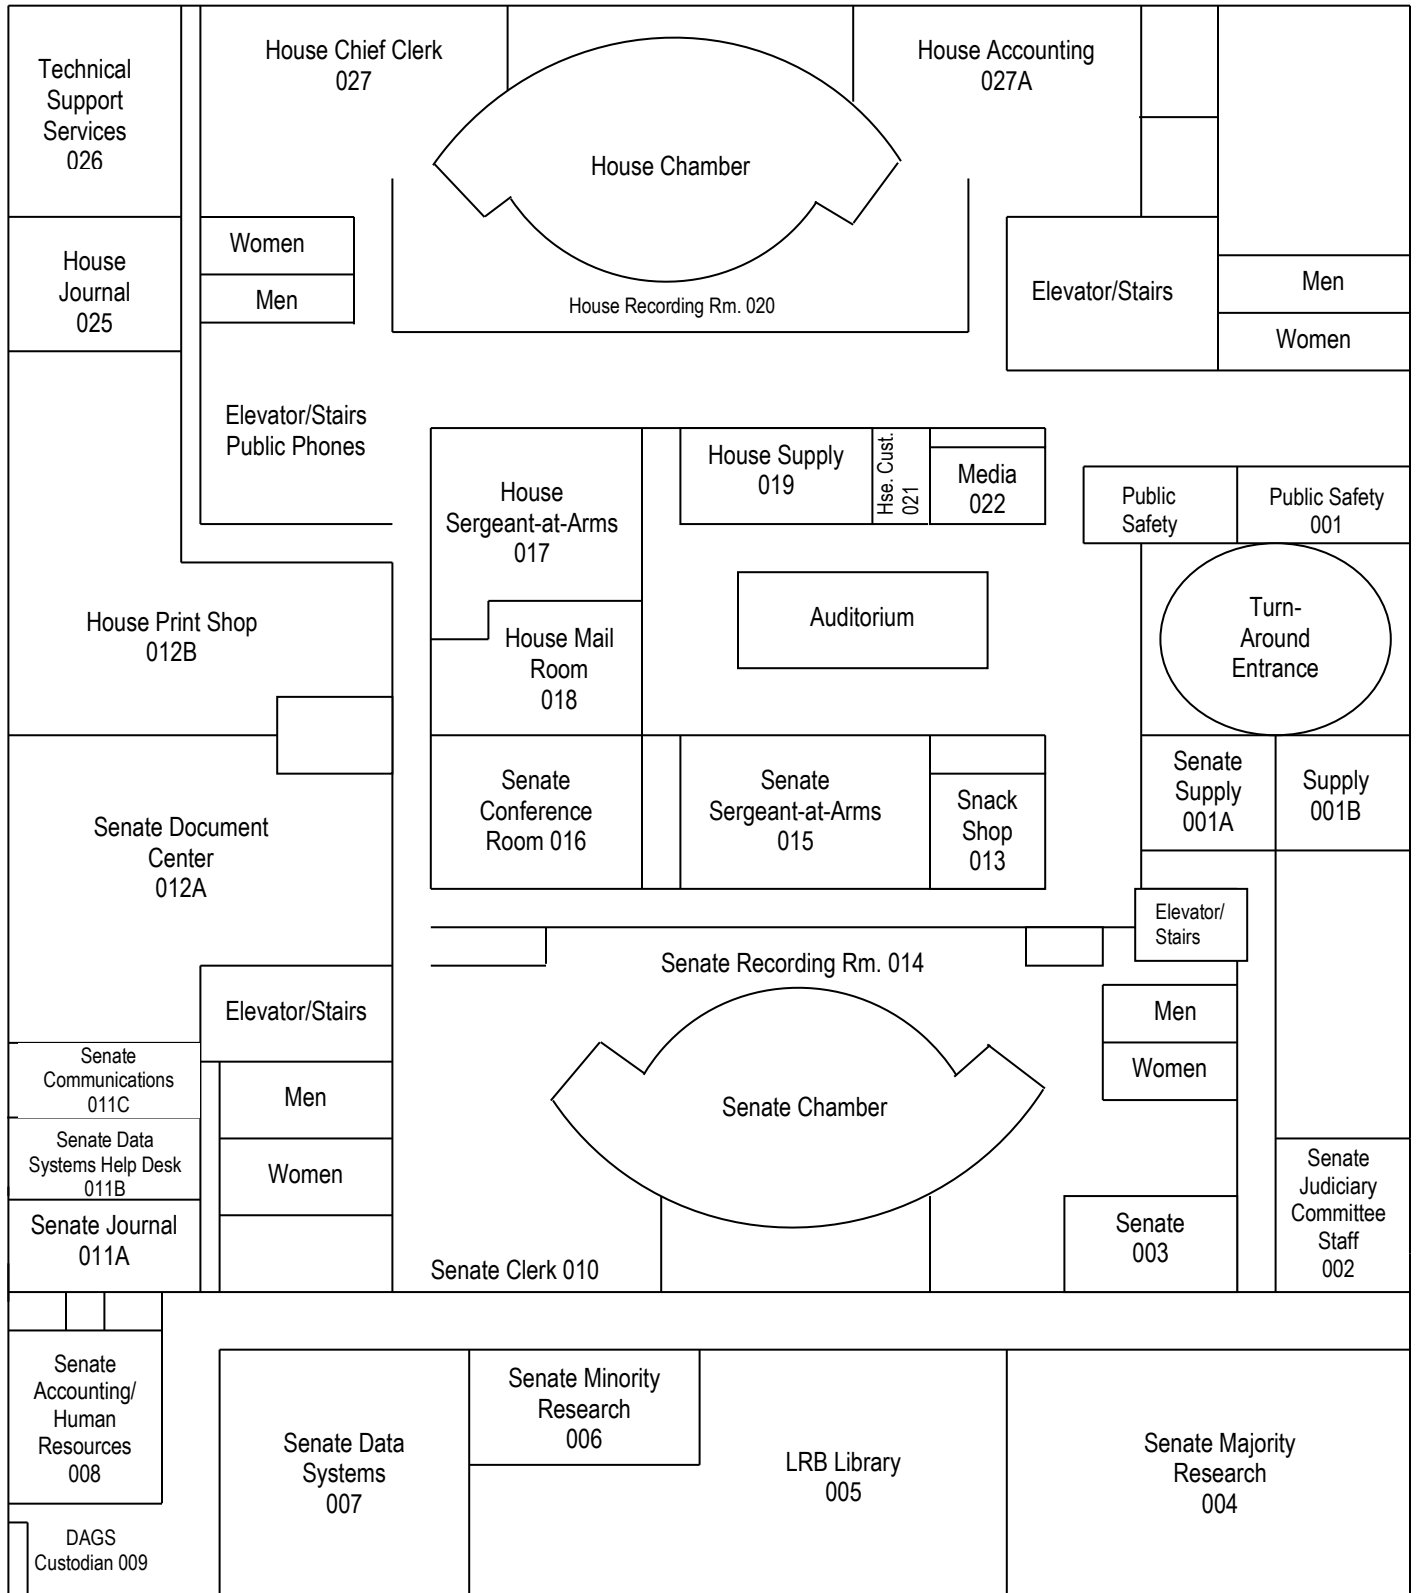 Technical
Support
Services
026
House Chief Clerk
027
House Accounting
027A
House Chamber
House Recording Rm. 020
House
Journal
025
Women
Men
Elevator/Stairs
Men
Women
Elevator/Stairs
Public Phones
House
Sergeant-at-Arms
017
House Supply
019
Hse. Cust.
021
Media
022
Public
Safety
Public Safety
001
House Print Shop
012B
House Mail
Room
018
Auditorium
Turn-
Around
Entrance
Senate Document
Center
012A
Senate
Conference
Room 016
Senate
Sergeant-at-Arms
015
Snack
Shop
013
Senate
Supply
001A
Supply
001B
Elevator/
Stairs
Senate Recording Rm. 014
Elevator/Stairs
Men
Women
Senate
Communications
011C
Men
Senate Chamber
Senate Data
Systems Help Desk
011B
Women
Senate Journal
011A
Senate Clerk 010
Senate
003
Senate
Judiciary
Committee
Staff
002
Senate
Accounting/
Human
Resources
008
Senate Data
Systems
007
Senate Minority
Research
006
LRB Library
005
Senate Majority
Research
004
DAGS
Custodian 009